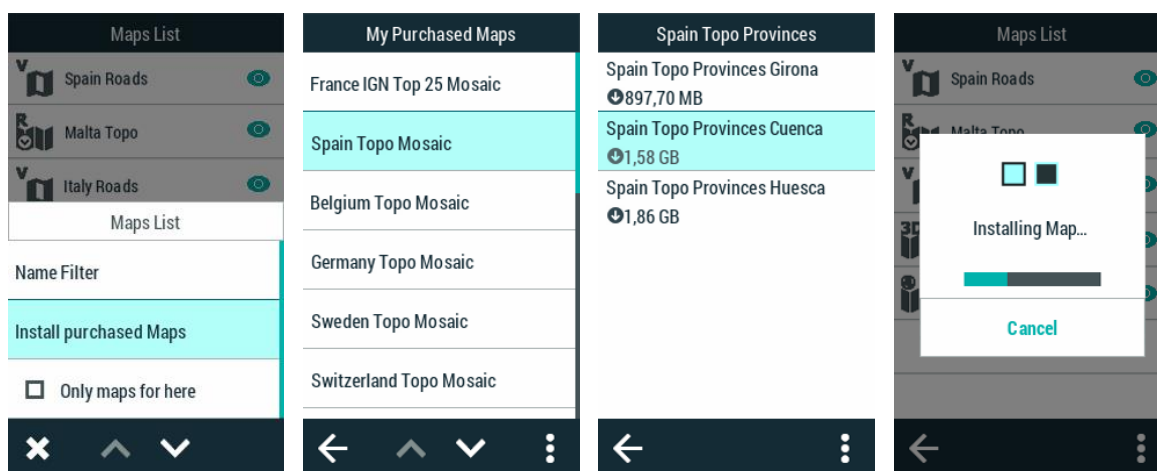 Maps List
V
Spain Roads
R
Malta Topo
V
Italy Roads
Maps List
Name Filter
Install purchased Maps
Only maps for here
My Purchased Maps
France IGN Top 25 Mosaic
Spain Topo Mosaic
Belgium Topo Mosaic
Germany Topo Mosaic
Sweden Topo Mosaic
Switzerland Topo Mosaic
Spain Topo Provinces
Spain Topo Provinces Girona
897,70 MB
Spain Topo Provinces Cuenca
1,58 GB
Spain Topo Provinces Huesca
1,86 GB
Maps List
V
Spain Roads
R
Malta Topo
V
3D
Installing Map...
Cancel